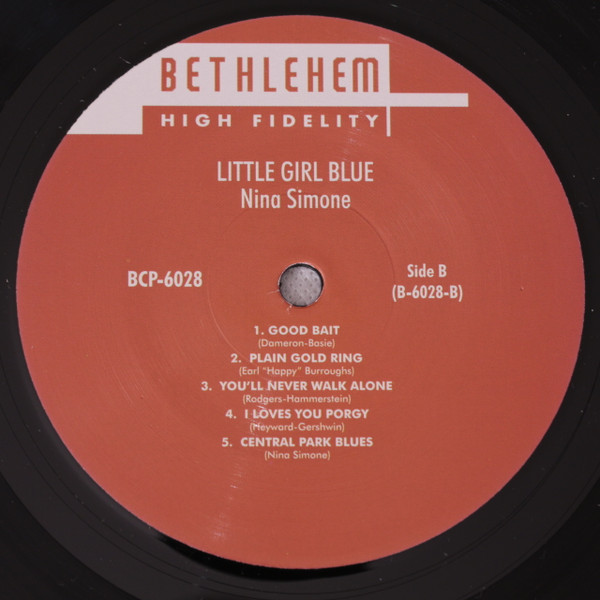 BETHLEHEM
HIGH FIDELITY
LITTLE GIRL BLUE
Nina Simone
BCP-6028
Side B
(B-6028-B)
1. GOOD BAIT
(Dameron-Basie)
2. PLAIN GOLD RING
(Earl "Happy" Burroughs)
3. YOU'LL NEVER WALK ALONE
(Rodgers-Hammerstein)
4. I LOVES YOU PORGY
(Heyward-Gershwin)
5. CENTRAL PARK BLUES
(Nina Simone)